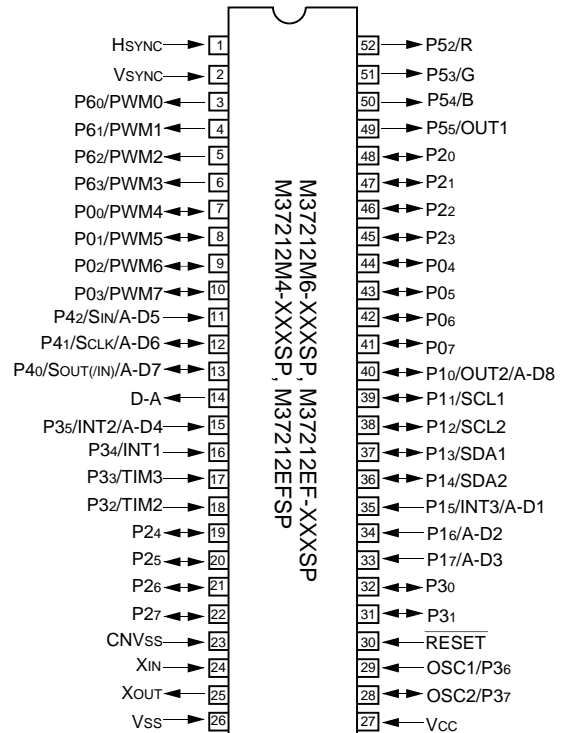 HSYNC 1
VSYNC 2
P60/PWM0 3
P61/PWM1 4
P62/PWM2 5
P63/PWM3 6
P00/PWM4 7
P01/PWM5 8
P02/PWM6 9
P03/PWM7 10
P42/SIN/A-D5 11
P41/SCLK/A-D6 12
P40/SOUT(/IN)/A-D7 13
D-A 14
P35/INT2/A-D4 15
P34/INT1 16
P33/TIM3 17
P32/TIM2 18
P24 19
P25 20
P26 21
P27 22
CNVSS 23
XIN 24
XOUT 25
VSS 26
M37212M6-XXXSP, M37212EF-XXXSP
M37212M4-XXXSP, M37212EFSP
52 P52/R
51 P53/G
50 P54/B
49 P55/OUT1
48 P20
47 P21
46 P22
45 P23
44 P04
43 P05
42 P06
41 P07
40 P10/OUT2/A-D8
39 P11/SCL1
38 P12/SCL2
37 P13/SDA1
36 P14/SDA2
35 P15/INT3/A-D1
34 P16/A-D2
33 P17/A-D3
32 P30
31 P31
30 RESET
29 OSC1/P36
28 OSC2/P37
27 VCC